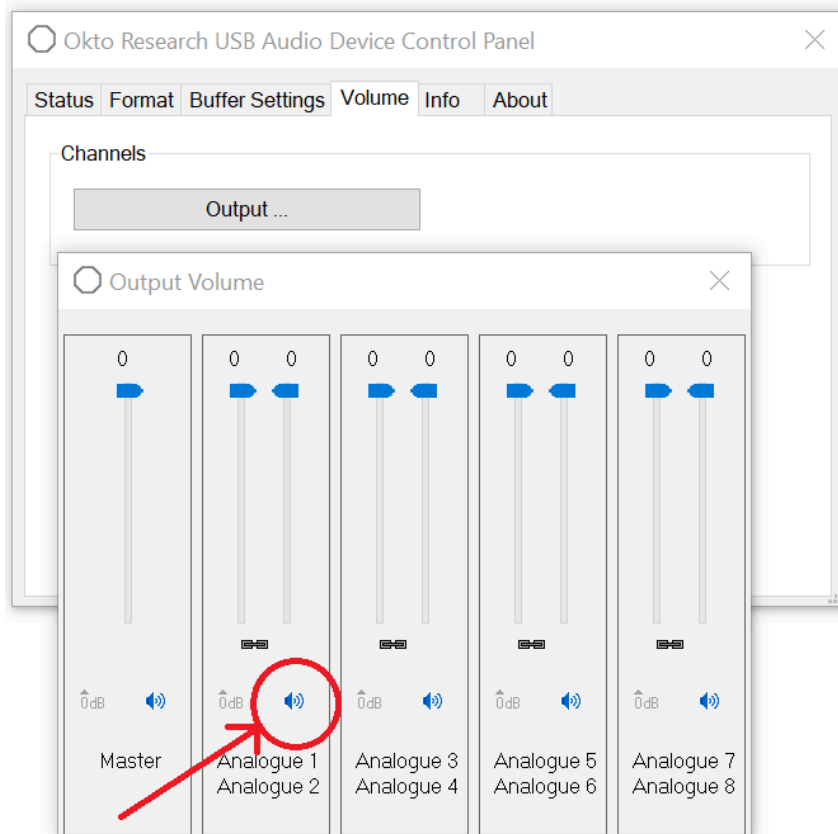 Okto Research USB Audio Device Control Panel
Status Format Buffer Settings Volume Info About
Channels
Output ...
Output Volume
0 0 0 0 0 0 0 0 0
0dB 0dB 0dB 0dB 0dB
Master Analogue 1 Analogue 3 Analogue 5 Analogue 7
Analogue 2 Analogue 4 Analogue 6 Analogue 8